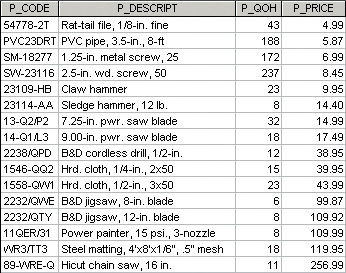 P_CODE P_DESCRIPT P_QOH P_PRICE
54778-2T Rat-tail file, 1/8-in. fine 43 4.99
PVC23DRT PVC pipe, 3.5-in., 8-ft 188 5.87
SM-18277 1.25-in. metal screw, 25 172 6.99
SW-23116 2.5-in. wd. screw, 50 237 8.45
23109-HB Claw hammer 23 9.95
23114-AA Sledge hammer, 12 lb. 8 14.40
13-Q2/P2 7.25-in. pwr. saw blade 32 14.99
14-Q1/L3 9.00-in. pwr. saw blade 18 17.49
2238/QPD B&D cordless drill, 1/2-in. 12 38.95
1546-QQ2 Hrd. cloth, 1/4-in., 2x50 15 39.95
1558-QW1 Hrd. cloth, 1/2-in., 3x50 23 43.99
2232/QWE B&D jigsaw, 8-in. blade 6 99.87
2232/QTY B&D jigsaw, 12-in. blade 8 109.92
11QER/31 Power painter, 15 psi., 3-nozzle 8 109.99
WR3/TT3 Steel matting, 4'x8'x1/6", .5" mesh 18 119.95
89-WRE-Q Hicut chain saw, 16 in. 11 256.99